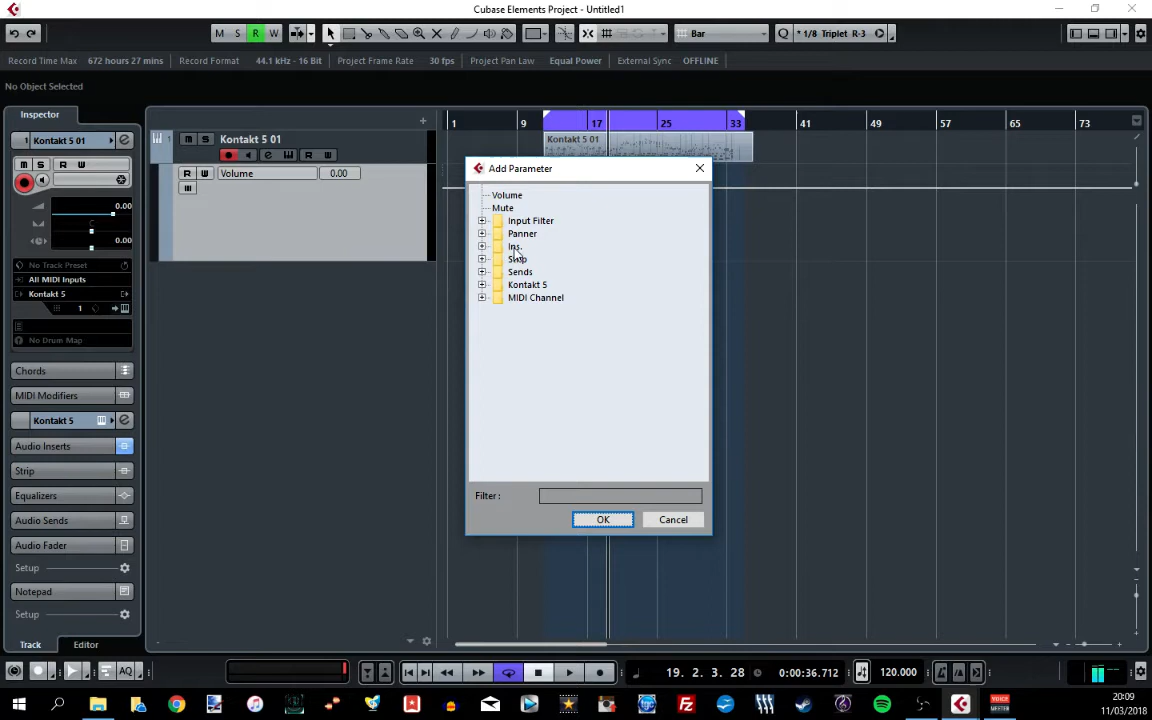 Cubase Elements Project - Untitled1
M S R W
Bar
Q * 1/8 Triplet R-3
Record Time Max 672 hours 27 mins Record Format 44.1 kHz - 16 Bit Project Frame Rate 30 fps Project Pan Law Equal Power External Sync OFFLINE
No Object Selected
Inspector
1 Kontakt 5 01
M S R W
0.00
0.00
No Track Preset
All MIDI Inputs
Kontakt 5
1
No Drum Map
Chords
MIDI Modifiers
Kontakt 5
Audio Inserts
Strip
Equalizers
Audio Sends
Audio Fader
Setup
Notepad
Setup
Track Editor
1 M S Kontakt 5 01
R W
R W Volume 0.00
1 9 17 25 33 41 49 57 65 73
Kontakt 5 01
Add Parameter
Volume
Mute
Input Filter
Panner
Ins.
Sends
Kontakt 5
MIDI Channel
Filter :
OK Cancel
AQ
19. 2. 3. 28 0:00:36.712 120.000
20:09
11/03/2018
VOICE
MEETER